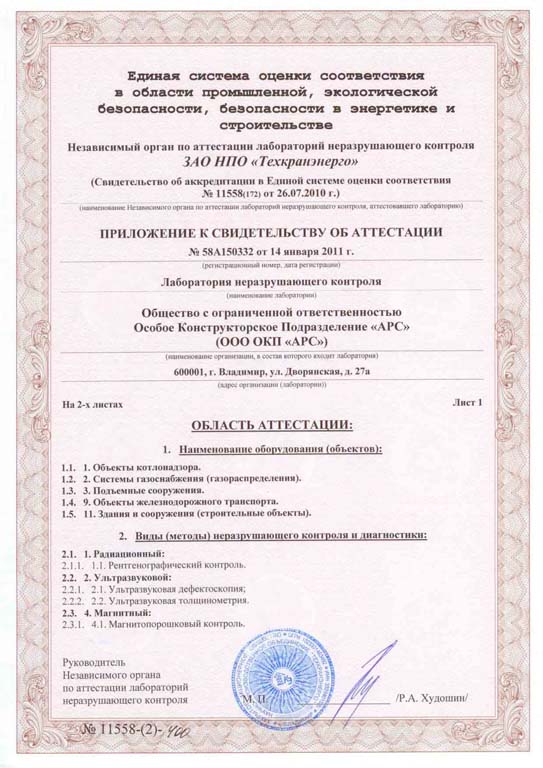 Единая система оценки соответствия
в области промышленной, экологической
безопасности, безопасности в энергетике и
строительстве
Независимый орган по аттестации лабораторий неразрушающего контроля
ЗАО НПО «Техкранэнерго»
(Свидетельство об аккредитации в Единой системе оценки соответствия
№ 11558(172) от 26.07.2010 г.)
(наименование Независимого органа по аттестации лабораторий неразрушающего контроля, аттестовавшего лабораторию)
ПРИЛОЖЕНИЕ К СВИДЕТЕЛЬСТВУ ОБ АТТЕСТАЦИИ
№ 58А150332 от 14 января 2011 г.
(регистрационный номер, дата регистрации)
Лаборатория неразрушающего контроля
(наименование лаборатории)
Общество с ограниченной ответственностью
Особое Конструкторское Подразделение «АРС»
(ООО ОКП «АРС»)
(наименование организации, в состав которого входит лаборатория)
600001, г. Владимир, ул. Дворянская, д. 27а
(адрес организации (лаборатории))
На 2-х листах Лист 1
ОБЛАСТЬ АТТЕСТАЦИИ:
1. Наименование оборудования (объектов):
1.1. 1. Объекты котлонадзора.
1.2. 2. Системы газоснабжения (газораспределения).
1.3. 3. Подъемные сооружения.
1.4. 9. Объекты железнодорожного транспорта.
1.5. 11. Здания и сооружения (строительные объекты).
2. Виды (методы) неразрушающего контроля и диагностики:
2.1. 1. Радиационный:
2.1.1. 1.1. Рентгенографический контроль.
2.2. 2. Ультразвуковой:
2.2.1. 2.1. Ультразвуковая дефектоскопия;
2.2.2. 2.2. Ультразвуковая толщинометрия.
2.3. 4. Магнитный:
2.3.1. 4.1. Магнитопорошковый контроль.
Руководитель
Независимого органа
по аттестации лабораторий
неразрушающего контроля М. П. /Р.А. Худошин/
№ 11558-(2)-400